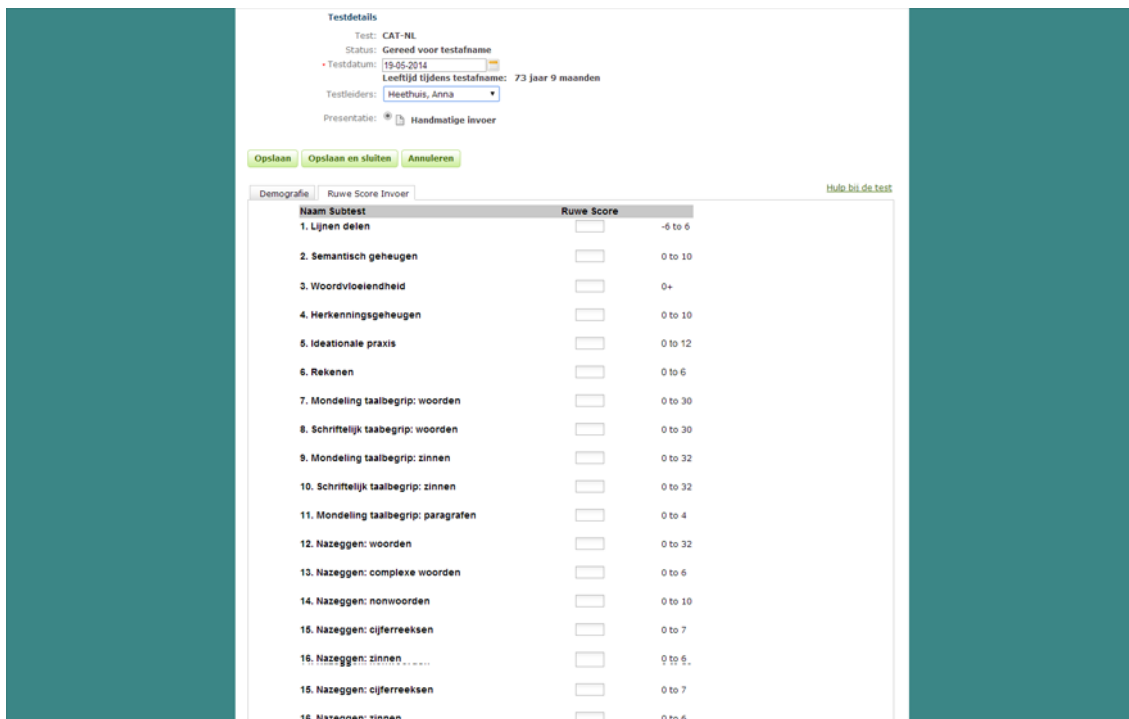 Testdetails
Test: CAT-NL
Status: Gereed voor testafname
• Testdatum: 19-05-2014
Leeftijd tijdens testafname: 73 jaar 9 maanden
Testleiders: Heethuis, Anna
Presentatie: Handmatige invoer
Opslaan Opslaan en sluiten Annuleren
Hulp bij de test
Demografie Ruwe Score Invoer
Naam Subtest Ruwe Score
1. Lijnen delen -6 to 6
2. Semantisch geheugen 0 to 10
3. Woordvloeiendheid 0+
4. Herkenningsgeheugen 0 to 10
5. Ideationale praxis 0 to 12
6. Rekenen 0 to 6
7. Mondeling taalbegrip: woorden 0 to 30
8. Schriftelijk taabegrip: woorden 0 to 30
9. Mondeling taalbegrip: zinnen 0 to 32
10. Schriftelijk taalbegrip: zinnen 0 to 32
11. Mondeling taalbegrip: paragrafen 0 to 4
12. Nazeggen: woorden 0 to 32
13. Nazeggen: complexe woorden 0 to 6
14. Nazeggen: nonwoorden 0 to 10
15. Nazeggen: cijferreeksen 0 to 7
16. Nazeggen: zinnen 0 to 6
15. Nazeggen: cijferreeksen 0 to 7
16. Nazeggen: zinnen 0 to 6